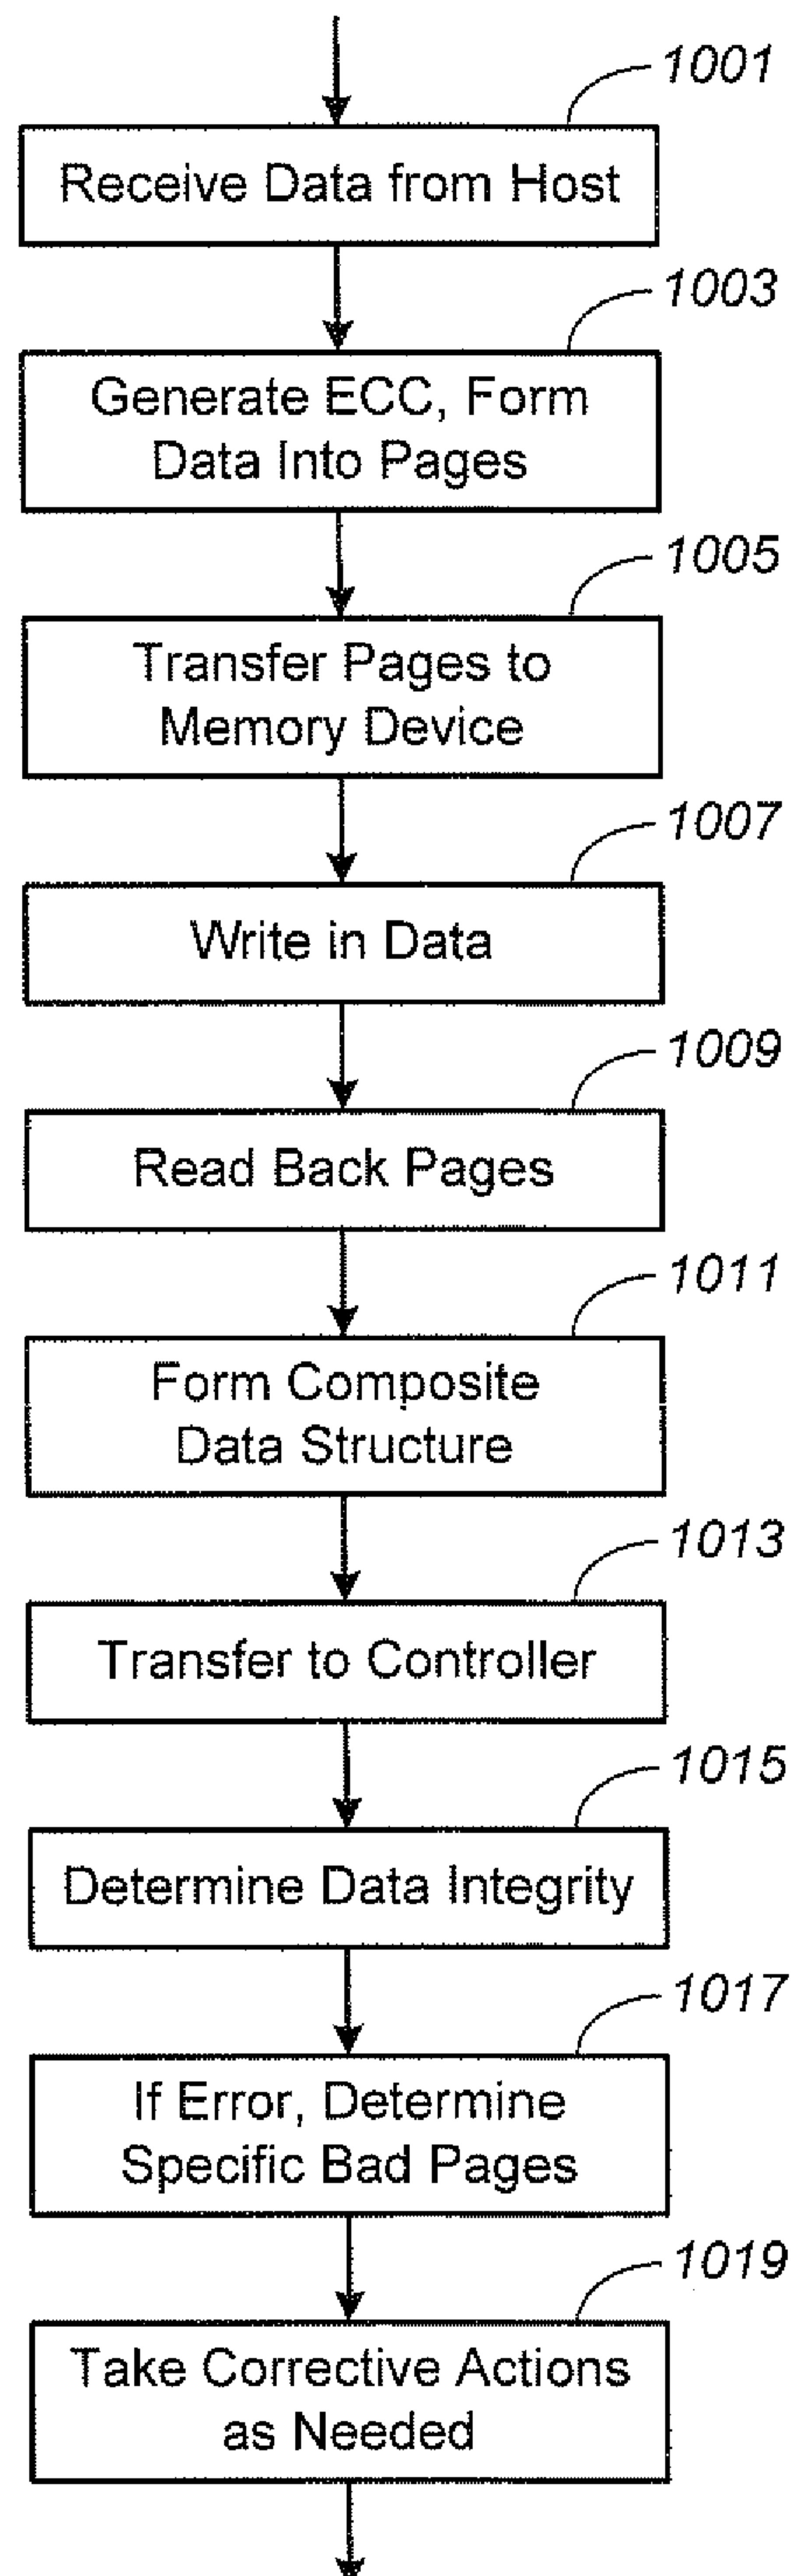 1001
Receive Data from Host
1003
Generate ECC, Form
Data Into Pages
1005
Transfer Pages to
Memory Device
1007
Write in Data
1009
Read Back Pages
1011
Form Composite
Data Structure
1013
Transfer to Controller
1015
Determine Data Integrity
1017
If Error, Determine
Specific Bad Pages
1019
Take Corrective Actions
as Needed